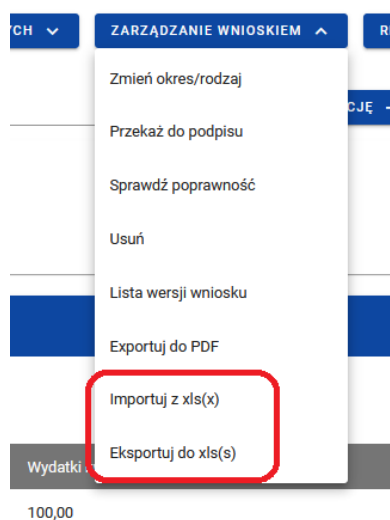 YCH
ZARZĄDZANIE WNIOSKIEM
Zmień okres/rodzaj
CJĘ
Przekaż do podpisu
Sprawdź poprawność
Usuń
Lista wersji wniosku
Exportuj do PDF
Importuj z xls(x)
Eksportuj do xls(s)
Wydatki
100,00